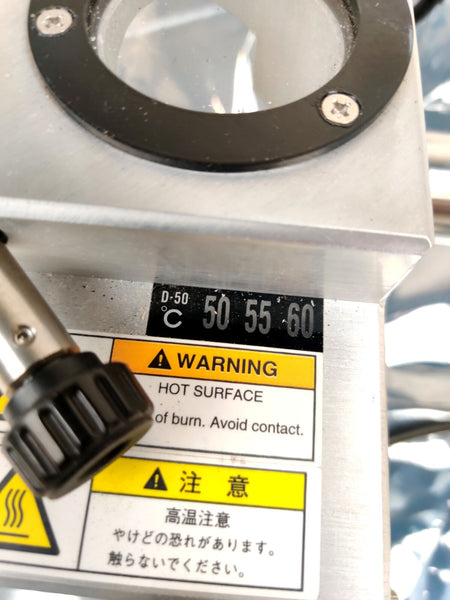 D-50
°C 50 55 60
⚠ WARNING
HOT SURFACE
of burn. Avoid contact.
⚠ 注 意
高温注意
やけどの恐れがあります。
触らないでください。